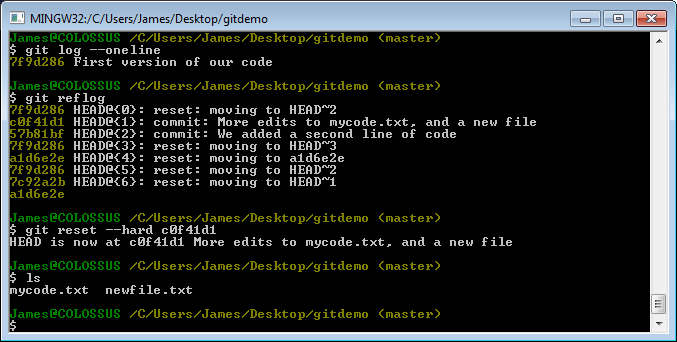 MINGW32:/C/Users/James/Desktop/gitdemo
James@COLOSSUS /C/Users/James/Desktop/gitdemo (master)
$ git log --oneline
7f9d286 First version of our code
James@COLOSSUS /C/Users/James/Desktop/gitdemo (master)
$ git reflog
7f9d286 HEAD@{0}: reset: moving to HEAD~2
c0f41d1 HEAD@{1}: commit: More edits to mycode.txt, and a new file
57b81bf HEAD@{2}: commit: We added a second line of code
7f9d286 HEAD@{3}: reset: moving to HEAD~3
a1d6e2e HEAD@{4}: reset: moving to a1d6e2e
7f9d286 HEAD@{5}: reset: moving to HEAD~2
7c92a2b HEAD@{6}: reset: moving to HEAD~1
a1d6e2e
James@COLOSSUS /C/Users/James/Desktop/gitdemo (master)
$ git reset --hard c0f41d1
HEAD is now at c0f41d1 More edits to mycode.txt, and a new file
James@COLOSSUS /C/Users/James/Desktop/gitdemo (master)
$ ls
mycode.txt  newfile.txt
James@COLOSSUS /C/Users/James/Desktop/gitdemo (master)
$